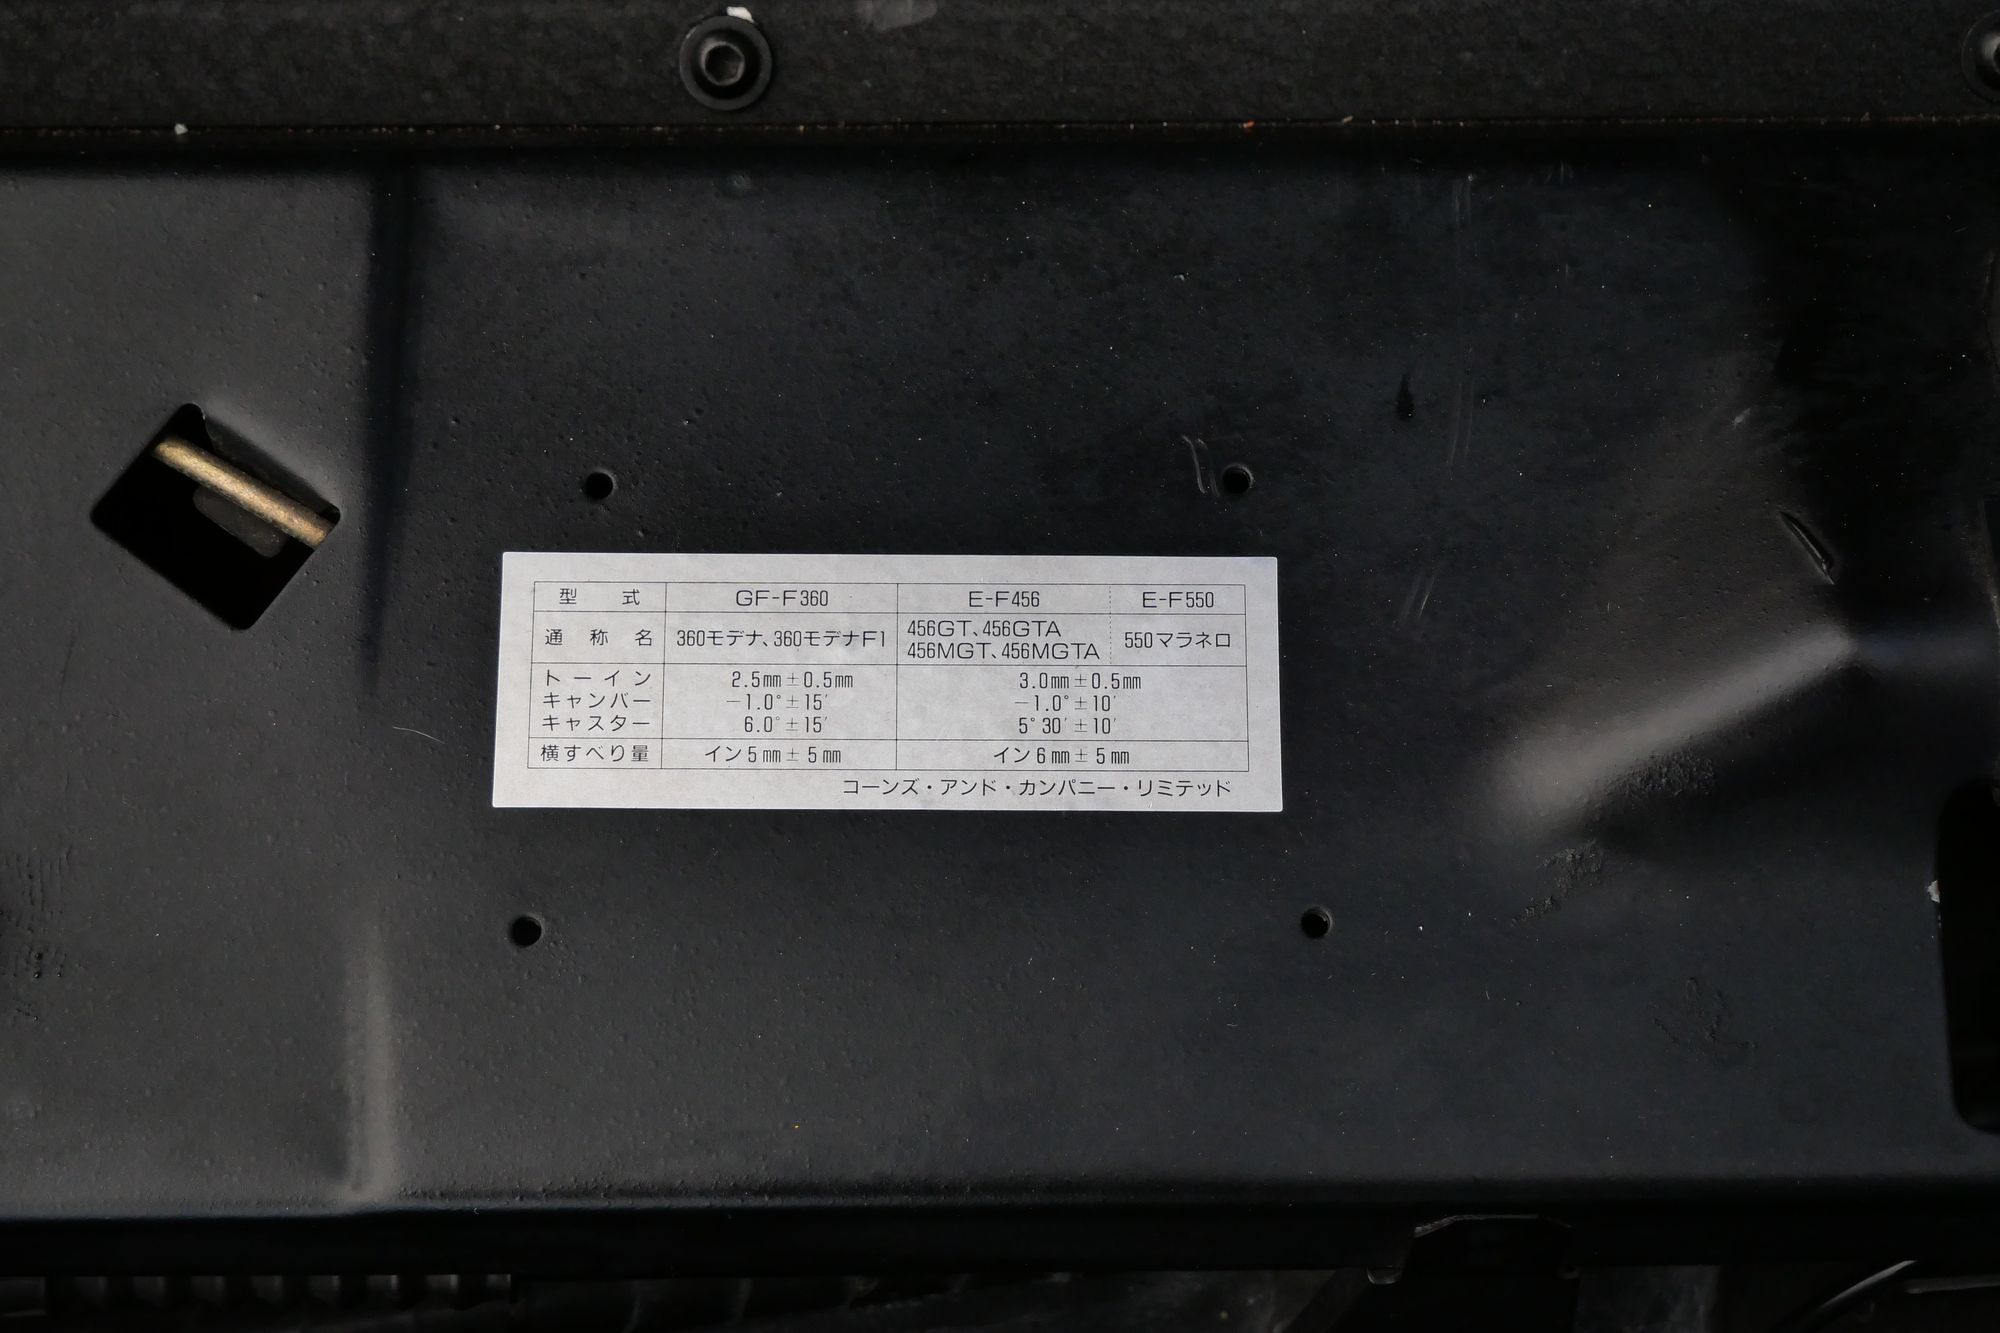 型 式 GF-F360 E-F456 E-F550
通 称 名 360モデナ、360モデナF1 456GT、456GTA 550マラネロ
456MGT、456MGTA
トーイン 2.5mm±0.5mm 3.0mm±0.5mm
キャンバー -1.0°±15′ -1.0°±10′
キャスター 6.0°±15′ 5°30′±10′
横すべり量 イン5mm±5mm イン6mm±5mm
コーンズ・アンド・カンパニー・リミテッド